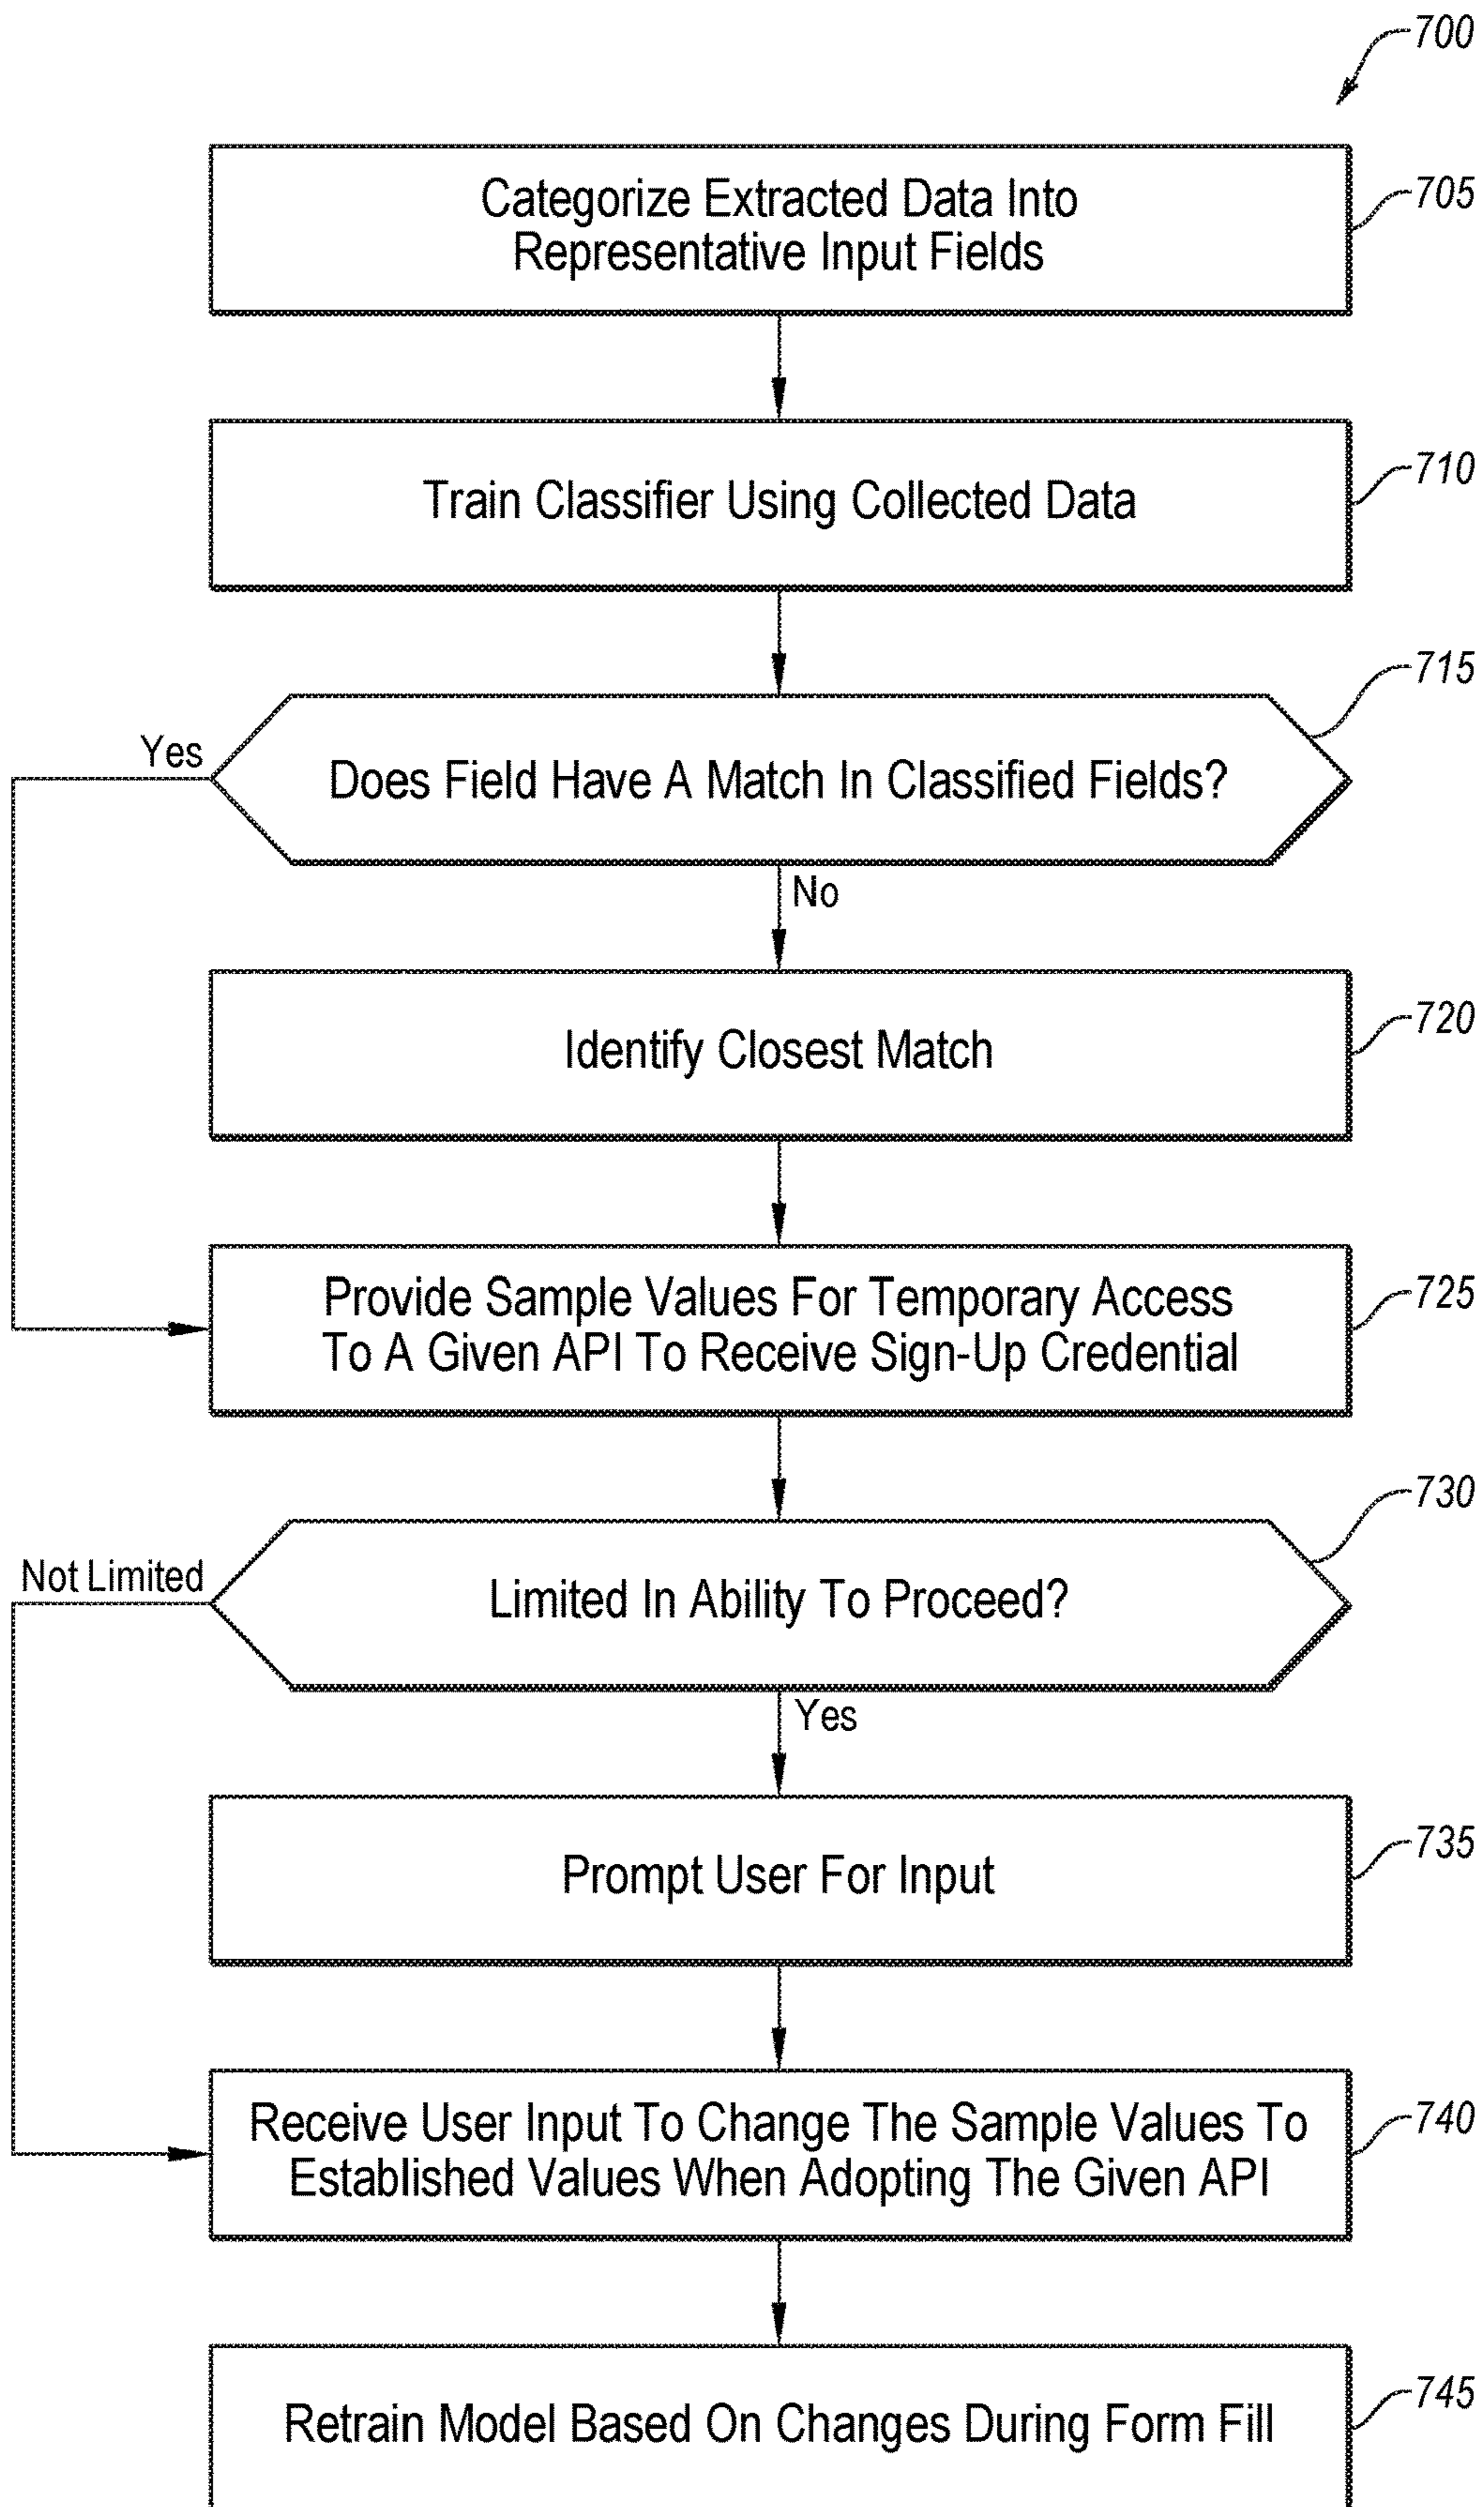 700
Categorize Extracted Data Into
Representative Input Fields
705
Train Classifier Using Collected Data
710
715
Yes
Does Field Have A Match In Classified Fields?
No
Identify Closest Match
720
Provide Sample Values For Temporary Access
To A Given API To Receive Sign-Up Credential
725
730
Not Limited
Limited In Ability To Proceed?
Yes
Prompt User For Input
735
Receive User Input To Change The Sample Values To
Established Values When Adopting The Given API
740
Retrain Model Based On Changes During Form Fill
745